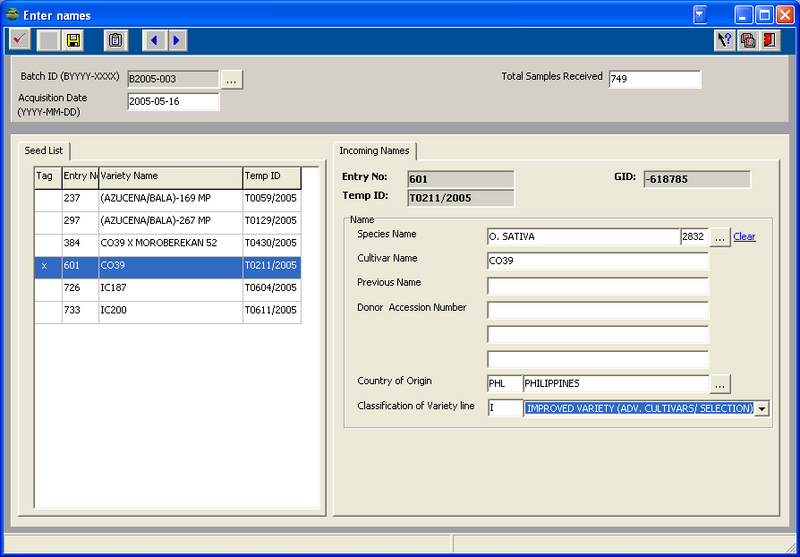 Enter names
Batch ID (BYYYY-XXXX) B2005-003 ... Total Samples Received 749
Acquisition Date 2005-05-16
(YYYY-MM-DD)
Seed List
Tag Entry No Variety Name Temp ID
237 (AZUCENA/BALA)-169 MP T0059/2005
297 (AZUCENA/BALA)-267 MP T0129/2005
384 CO39 X MOROBEREKAN 52 T0430/2005
x 601 CO39 T0211/2005
726 IC187 T0604/2005
733 IC200 T0611/2005
Incoming Names
Entry No: 601 GID: -618785
Temp ID: T0211/2005
Name
Species Name O. SATIVA 2832 ... Clear
Cultivar Name CO39
Previous Name
Donor Accession Number
Country of Origin PHL PHILIPPINES ...
Classification of Variety line I IMPROVED VARIETY (ADV. CULTIVARS/ SELECTION)